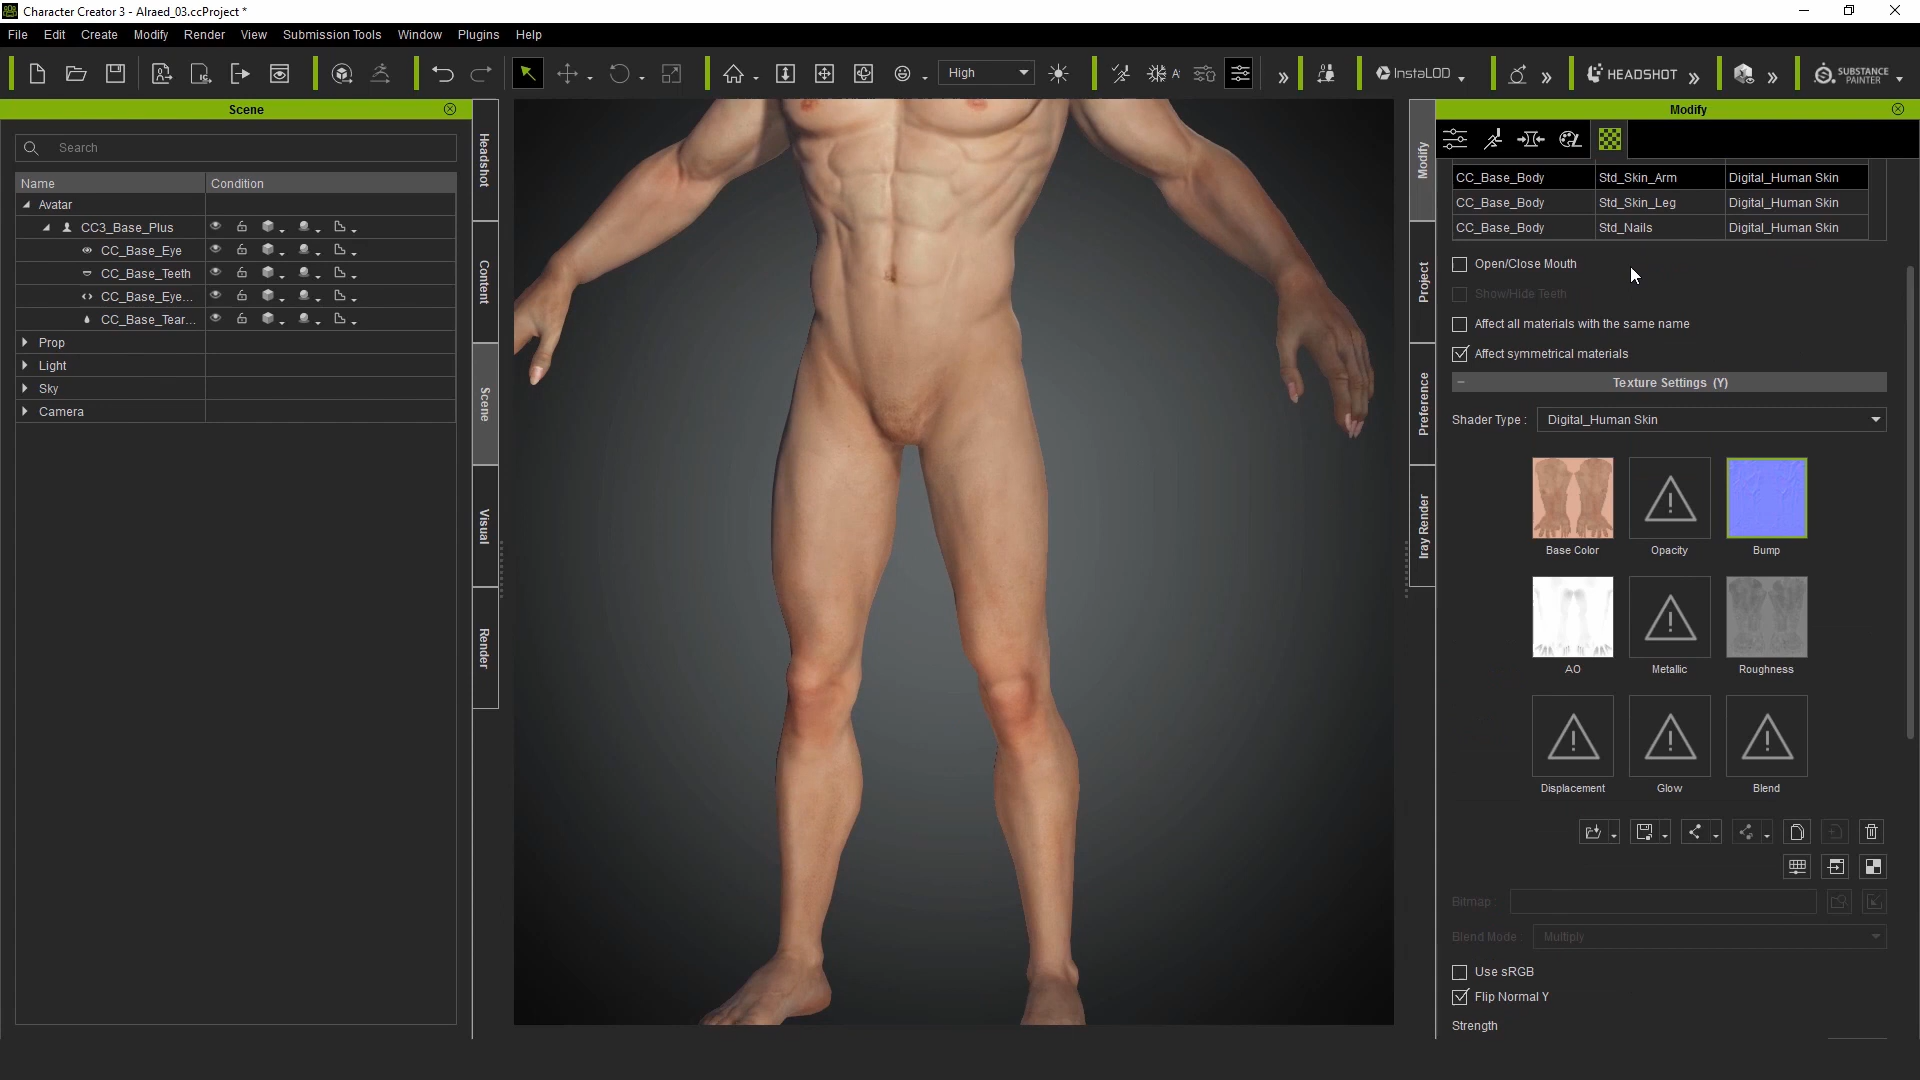 Character Creator 3 - Alraed_03.ccProject *
File Edit Create Modify Render View Submission Tools Window Plugins Help
High
InstaLOD
HEADSHOT
SUBSTANCE PAINTER
Scene
Search
Name Condition
Avatar
CC3_Base_Plus
CC_Base_Eye
CC_Base_Teeth
CC_Base_Eye...
CC_Base_Tear...
Prop
Light
Sky
Camera
Headshot
Content
Scene
Visual
Render
Modify
Project
Preference
Iray Render
Modify
CC_Base_Body Std_Skin_Arm Digital_Human Skin
CC_Base_Body Std_Skin_Leg Digital_Human Skin
CC_Base_Body Std_Nails Digital_Human Skin
Open/Close Mouth
Show/Hide Teeth
Affect all materials with the same name
Affect symmetrical materials
Texture Settings (Y)
Shader Type : Digital_Human Skin
Base Color Opacity Bump
AO Metallic Roughness
Displacement Glow Blend
Bitmap :
Blend Mode Multiply
Use sRGB
Flip Normal Y
Strength